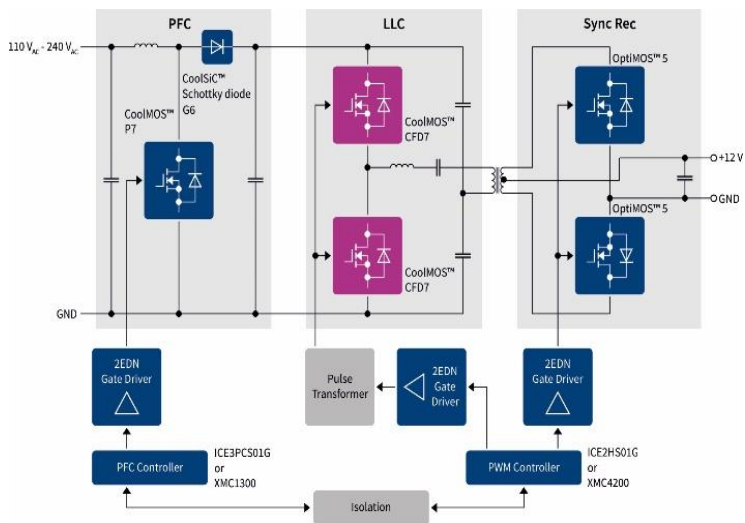 PFC
LLC
Sync Rec
110 V_AC - 240 V_AC
CoolSiC™
Schottky diode
G6
CoolMOS™
P7
CoolMOS™
CFD7
OptiMOS™ 5
+12 V
GND
OptiMOS™ 5
CoolMOS™
CFD7
GND
2EDN
Gate Driver
Pulse
Transformer
2EDN
Gate
Driver
2EDN
Gate Driver
PFC Controller
ICE3PCS01G
or
XMC1300
PWM Controller
ICE2HS01G
or
XMC4200
Isolation